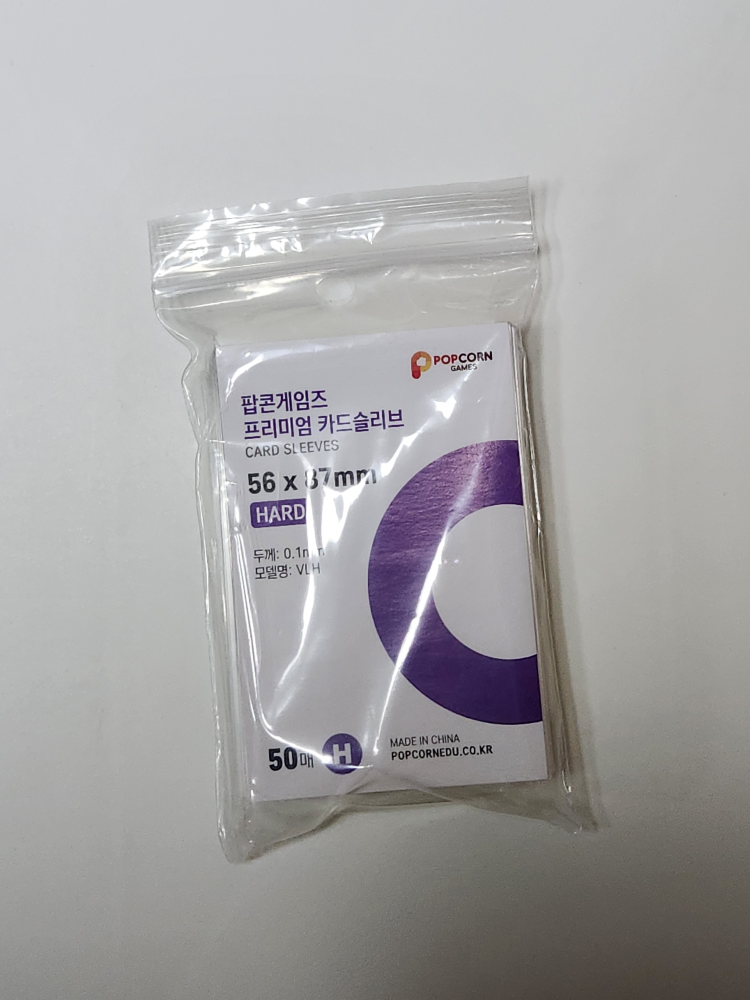 POPCORN
GAMES
팝콘게임즈
프리미엄 카드슬리브
CARD SLEEVES
56 x 87mm
HARD
두께: 0.1mm
모델명: VLH
50매 H
MADE IN CHINA
POPCORNEDU.CO.KR